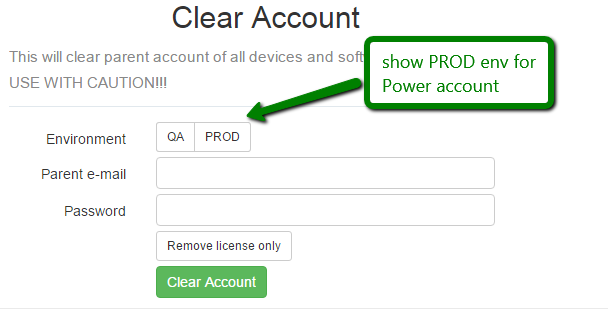 Clear Account
This will clear parent account of all devices and soft
USE WITH CAUTION!!!
show PROD env for
Power account
Environment
QA PROD
Parent e-mail
Password
Remove license only
Clear Account